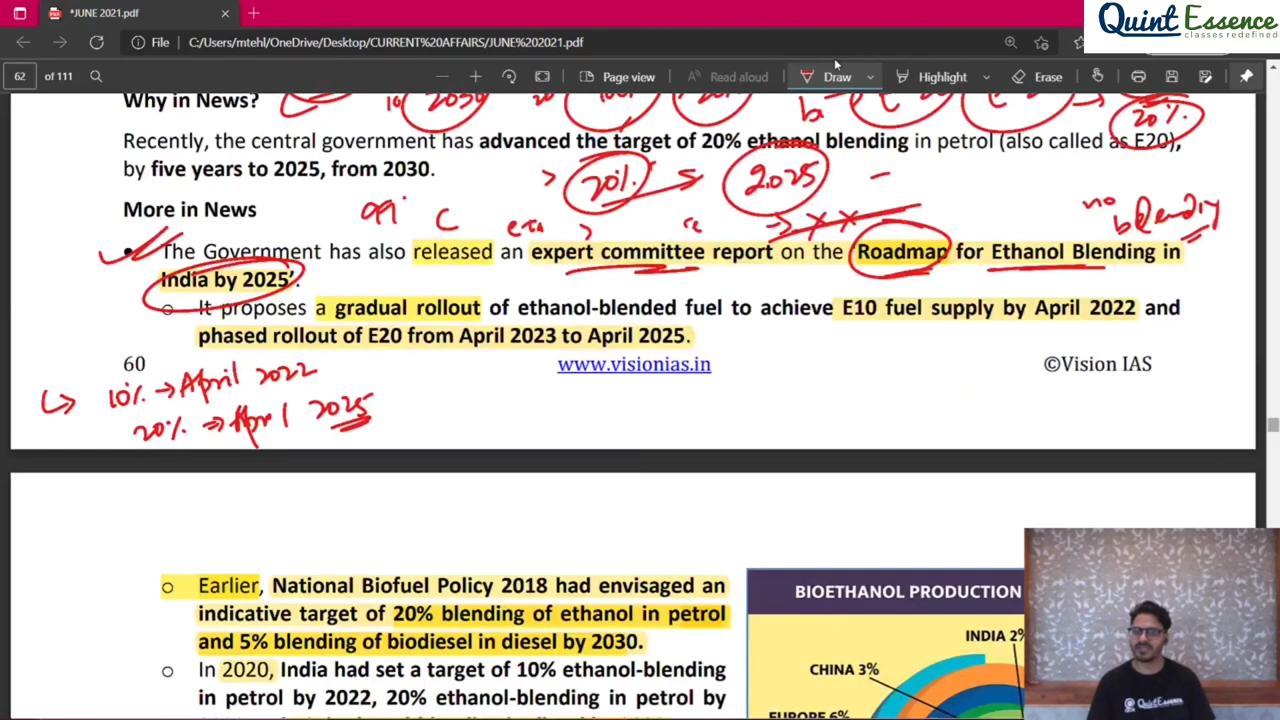 *JUNE 2021.pdf
Quint Essence
classes redefined
File C:/Users/mtehl/OneDrive/Desktop/CURRENT%20AFFAIRS/JUNE%202021.pdf
62 of 111 Page view Read aloud Draw Highlight Erase
Why in News?
20%
Recently, the central government has advanced the target of 20% ethanol blending in petrol (also called as E20),
by five years to 2025, from 2030.
20% 2025
More in News
no blending
The Government has also released an expert committee report on the Roadmap for Ethanol Blending in
India by 2025'.
It proposes a gradual rollout of ethanol-blended fuel to achieve E10 fuel supply by April 2022 and
phased rollout of E20 from April 2023 to April 2025.
60 www.visionias.in ©Vision IAS
10% → April 2022
20% ⇒ April 2025
Earlier, National Biofuel Policy 2018 had envisaged an
indicative target of 20% blending of ethanol in petrol
and 5% blending of biodiesel in diesel by 2030.
In 2020, India had set a target of 10% ethanol-blending
in petrol by 2022, 20% ethanol-blending in petrol by
BIOETHANOL PRODUCTION
INDIA 2%
CHINA 3%
EUROPE 6%
Quint Essence